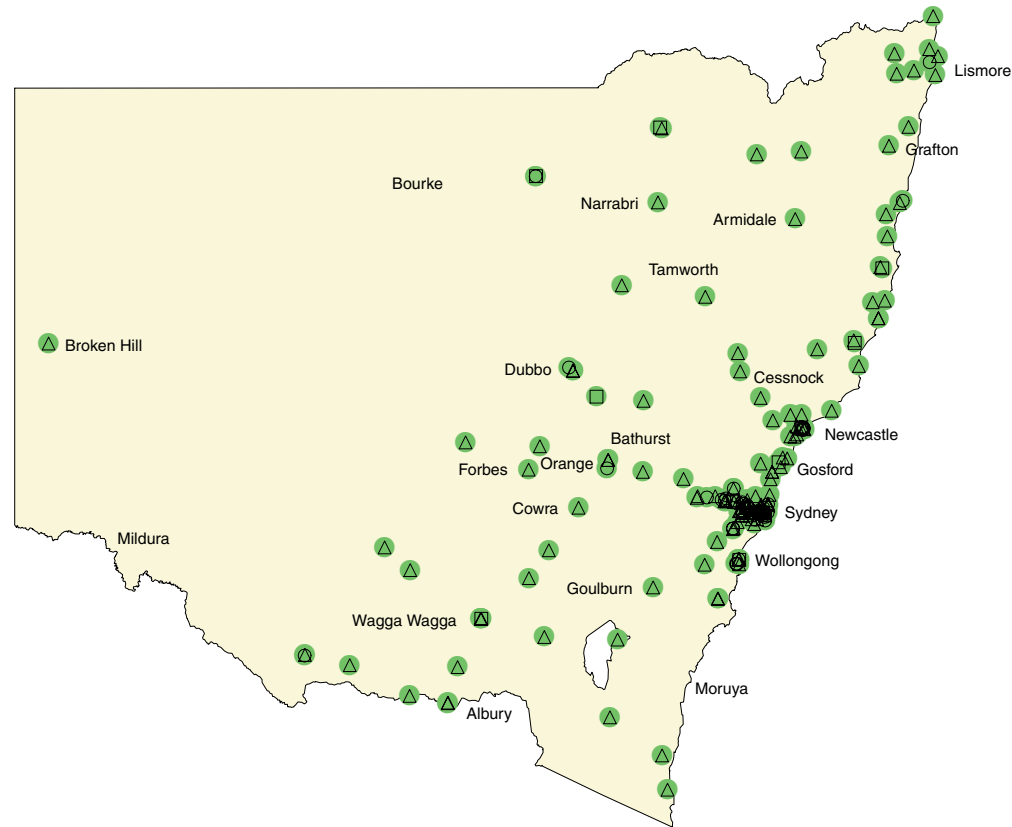 Lismore
Grafton
Bourke
Narrabri
Armidale
Tamworth
Broken Hill
Dubbo
Cessnock
Newcastle
Bathurst
Forbes
Orange
Gosford
Cowra
Sydney
Mildura
Wollongong
Goulburn
Wagga Wagga
Moruya
Albury